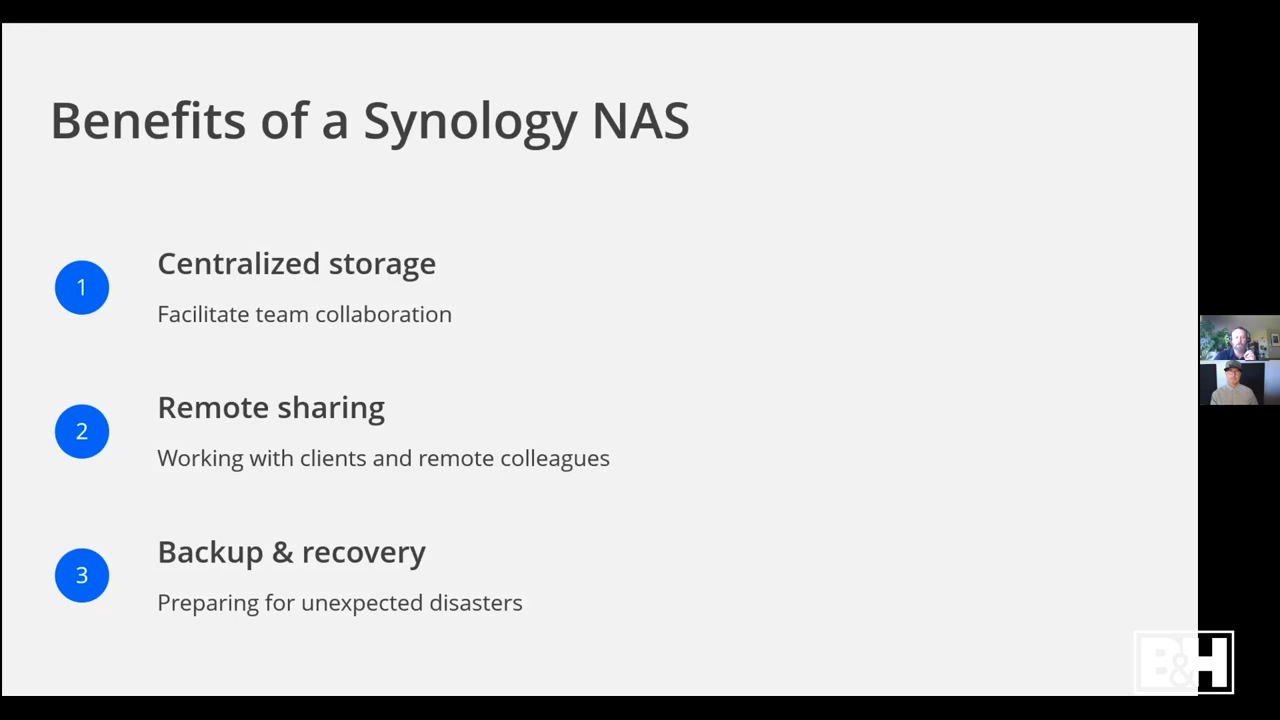 Benefits of a Synology NAS
1
Centralized storage
Facilitate team collaboration
2
Remote sharing
Working with clients and remote colleagues
3
Backup & recovery
Preparing for unexpected disasters
B&H